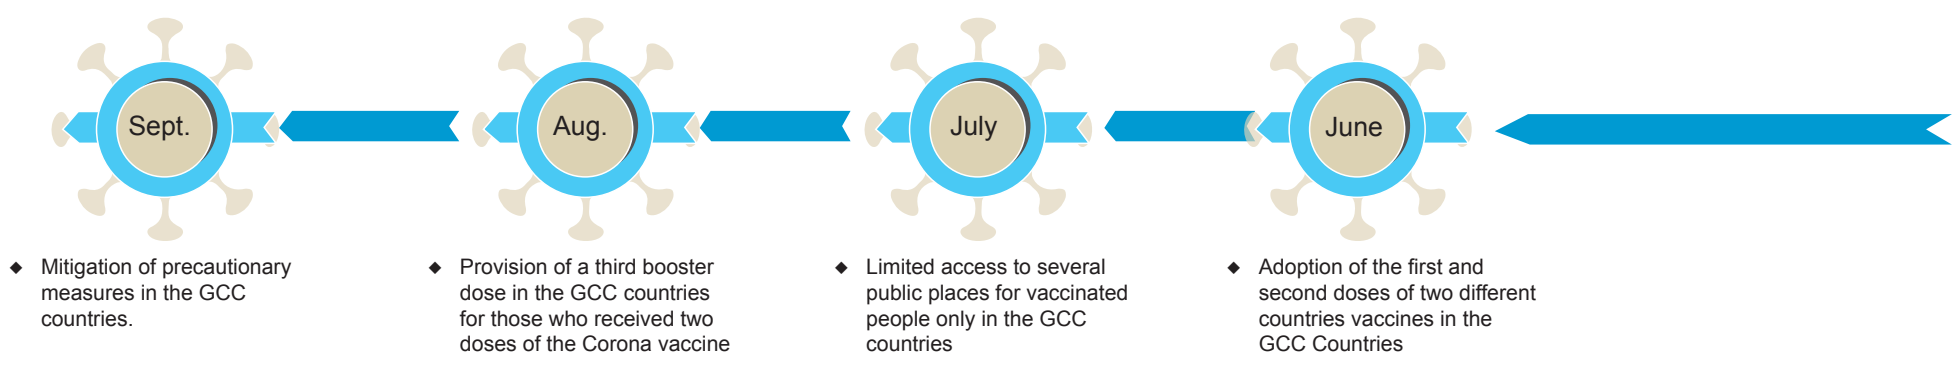 Sept.
Aug.
July
June
◆ Mitigation of precautionary
measures in the GCC
countries.
◆ Provision of a third booster
dose in the GCC countries
for those who received two
doses of the Corona vaccine
◆ Limited access to several
public places for vaccinated
people only in the GCC
countries
◆ Adoption of the first and
second doses of two different
countries vaccines in the
GCC Countries